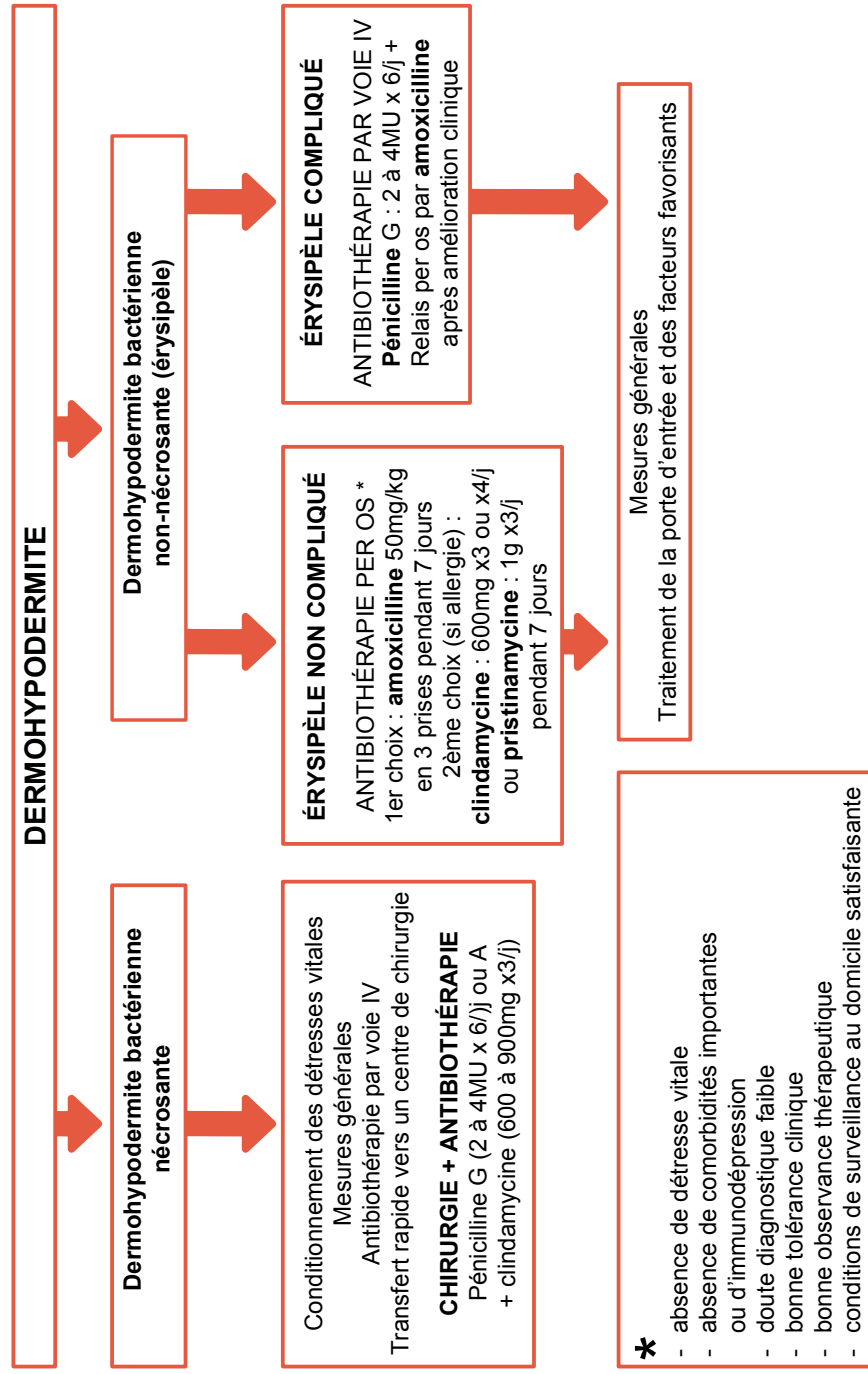 DERMOHYPODERMITE
Dermohypodermite bactérienne
nécrosante
Dermohypodermite bactérienne
non-nécrosante (érysipèle)
Conditionnement des détresses vitales
Mesures générales
Antibiothérapie par voie IV
Transfert rapide vers un centre de chirurgie
CHIRURGIE + ANTIBIOTHÉRAPIE
Pénicilline G (2 à 4MU x 6/)j ou A
+ clindamycine (600 à 900mg x3/j)
ÉRYSIPÈLE NON COMPLIQUÉ
ANTIBIOTHÉRAPIE PER OS *
1er choix : amoxicilline 50mg/kg
en 3 prises pendant 7 jours
2ème choix (si allergie) :
clindamycine : 600mg x3 ou x4/j
ou pristinamycine : 1g x3/j
pendant 7 jours
ÉRYSIPÈLE COMPLIQUÉ
ANTIBIOTHÉRAPIE PAR VOIE IV
Pénicilline G : 2 à 4MU x 6/j +
Relais per os par amoxicilline
après amélioration clinique
Mesures générales
Traitement de la porte d'entrée et des facteurs favorisants
*
- absence de détresse vitale
- absence de comorbidités importantes
ou d'immunodépression
- doute diagnostique faible
- bonne tolérance clinique
- bonne observance thérapeutique
- conditions de surveillance au domicile satisfaisante